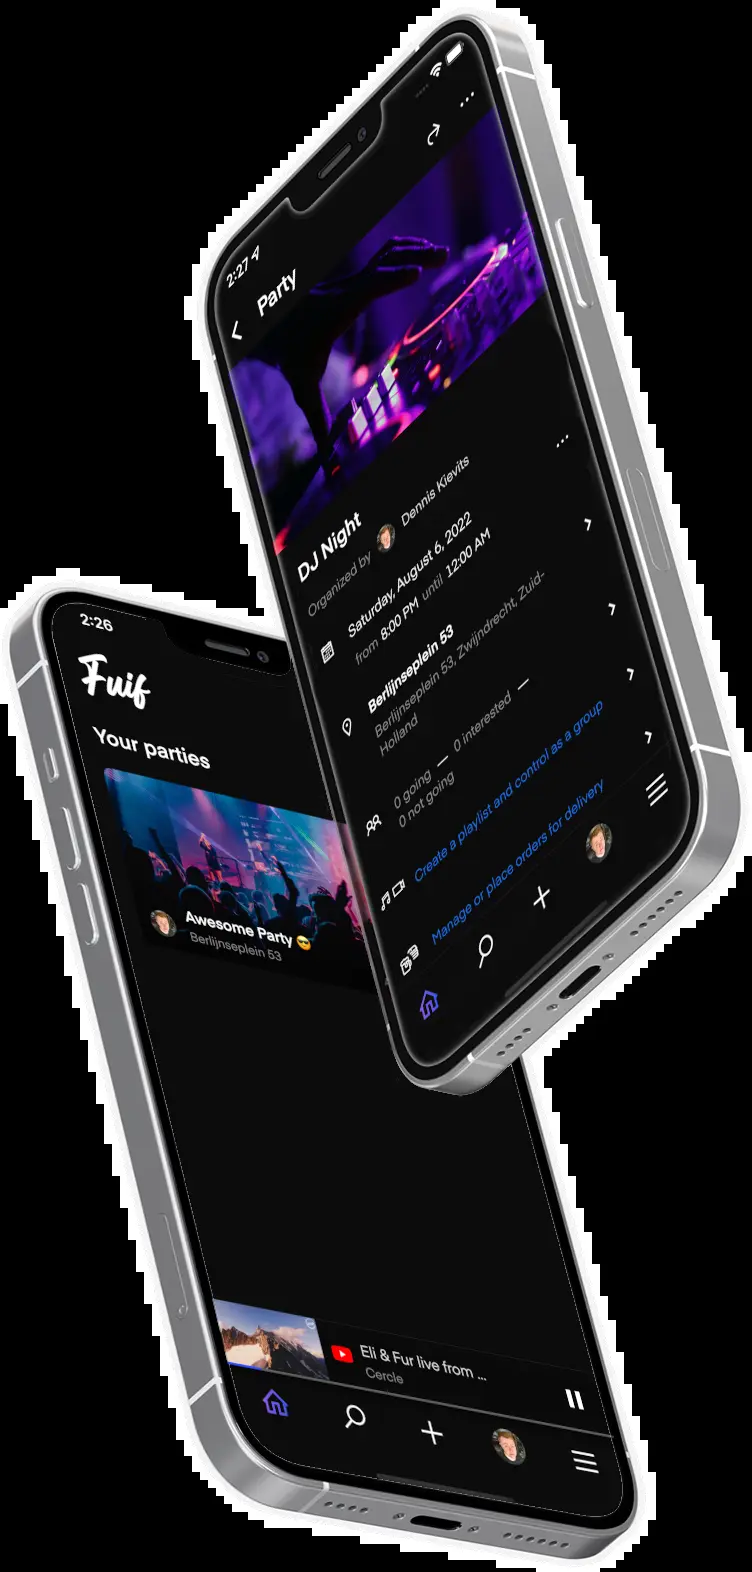 2:27
Party
DJ Night
Organized by Dennis Kievits
Saturday, August 6, 2022
from 8:00 PM until 12:00 AM
Berlijnseplein 53
Berlijnseplein 53, Zwijndrecht, Zuid-
Holland
0 going — 0 interested —
0 not going
Create a playlist and control as a group
Manage or place orders for delivery
2:26
Fuif
Your parties
Awesome Party 😎
Berlijnseplein 53
Eli & Fur live from ...
Cercle